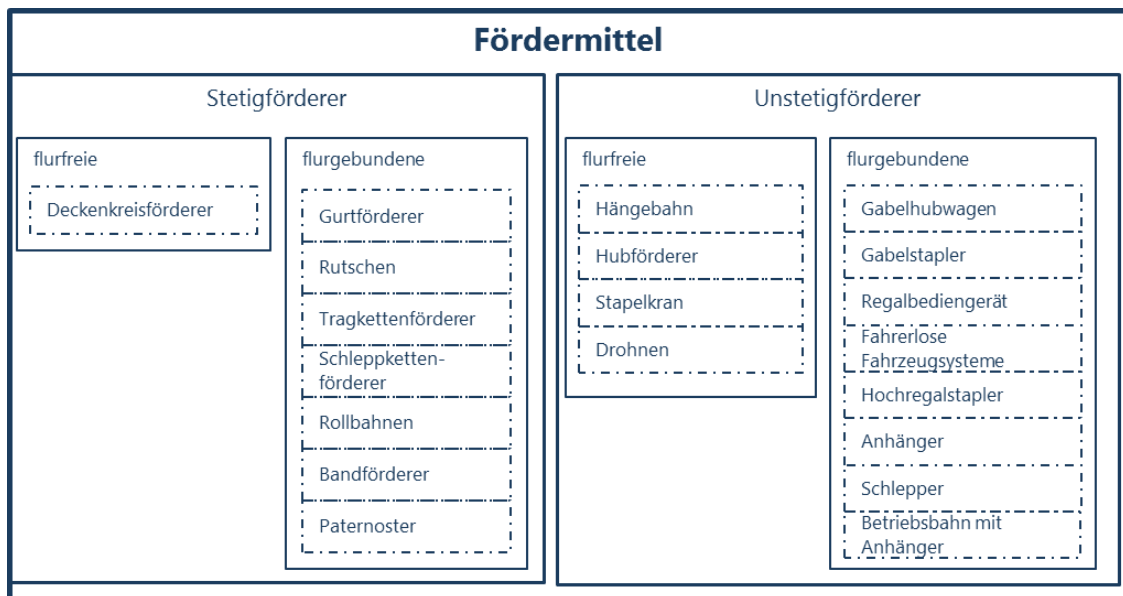 Fördermittel
Stetigförderer
flurfreie
Deckenkreisförderer
flurgebundene
Gurtförderer
Rutschen
Tragkettenförderer
Schleppketten-
förderer
Rollbahnen
Bandförderer
Paternoster
Unstetigförderer
flurfreie
Hängebahn
Hubförderer
Stapelkran
Drohnen
flurgebundene
Gabelhubwagen
Gabelstapler
Regalbediengerät
Fahrerlose
Fahrzeugsysteme
Hochregalstapler
Anhänger
Schlepper
Betriebsbahn mit
Anhänger